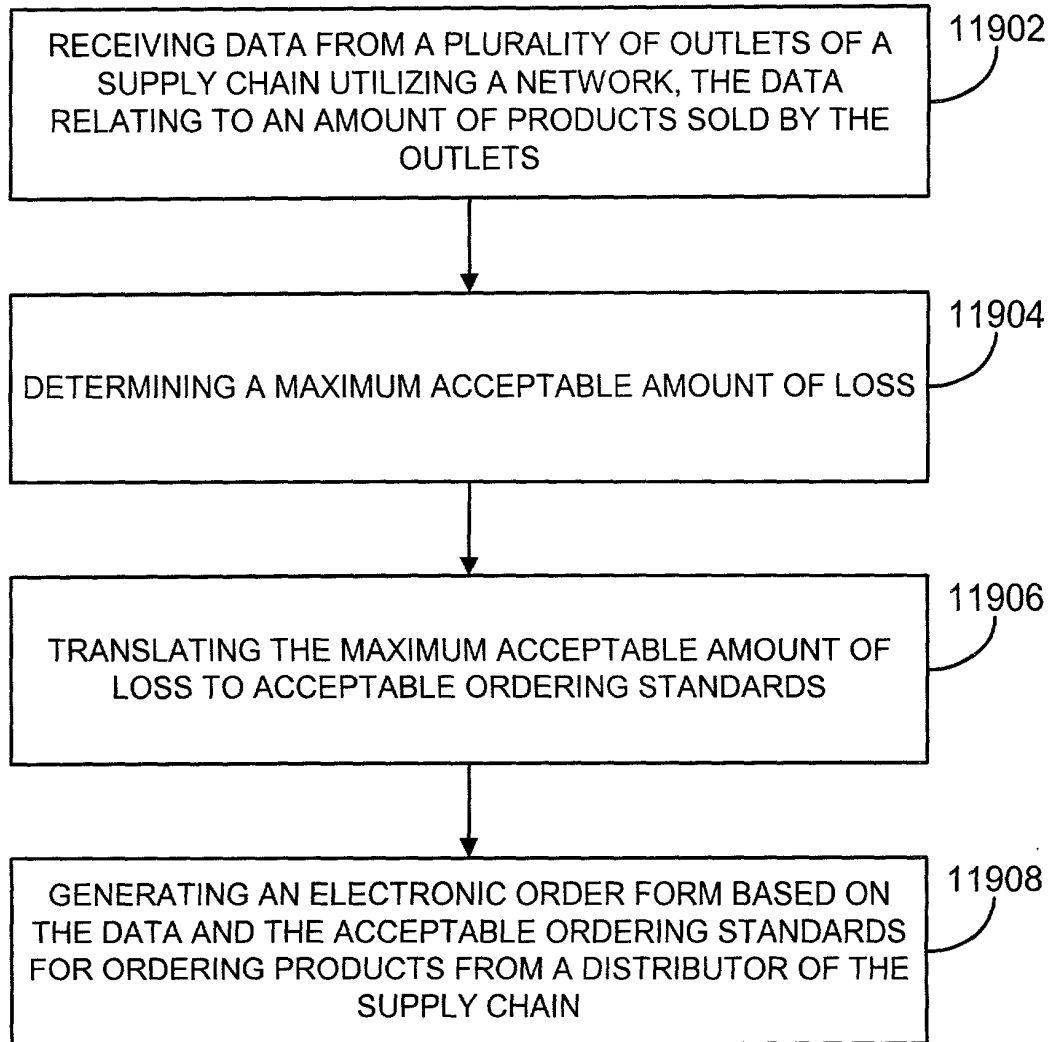 RECEIVING DATA FROM A PLURALITY OF OUTLETS OF A
SUPPLY CHAIN UTILIZING A NETWORK, THE DATA
RELATING TO AN AMOUNT OF PRODUCTS SOLD BY THE
OUTLETS
11902
DETERMINING A MAXIMUM ACCEPTABLE AMOUNT OF LOSS
11904
TRANSLATING THE MAXIMUM ACCEPTABLE AMOUNT OF
LOSS TO ACCEPTABLE ORDERING STANDARDS
11906
GENERATING AN ELECTRONIC ORDER FORM BASED ON
THE DATA AND THE ACCEPTABLE ORDERING STANDARDS
FOR ORDERING PRODUCTS FROM A DISTRIBUTOR OF THE
SUPPLY CHAIN
11908